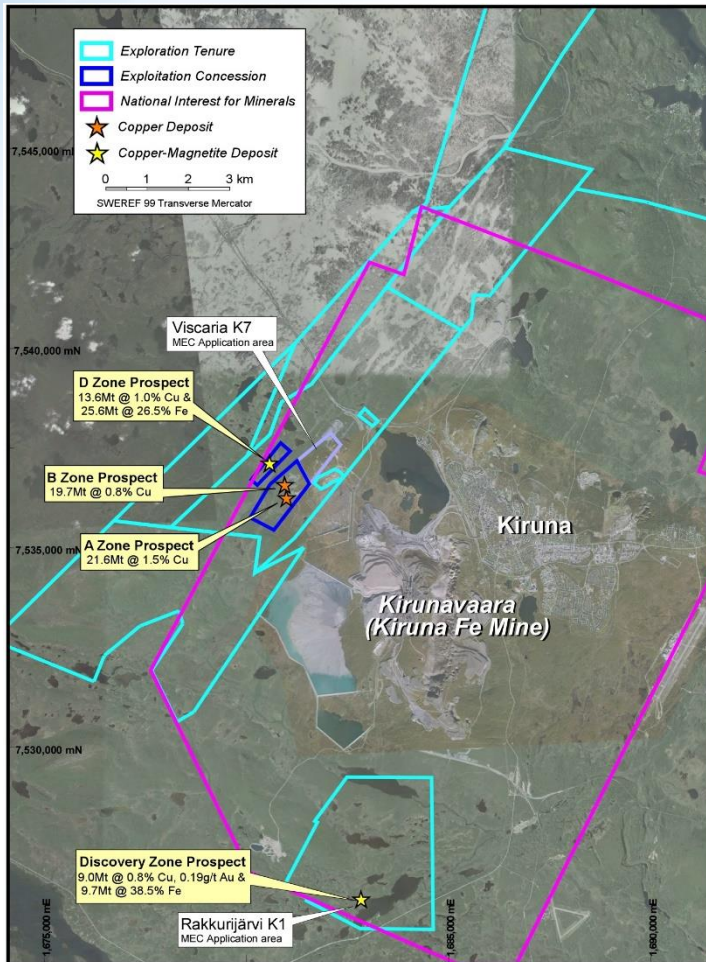 Exploration Tenure
Exploitation Concession
National Interest for Minerals
Copper Deposit
Copper-Magnetite Deposit
0 1 2 3 km
SWEREF 99 Transverse Mercator
7,545,000 mN
Viscaria K7
MEC Application area
7,540,000 mN
D Zone Prospect
13.6Mt @ 1.0% Cu &
25.6Mt @ 26.5% Fe
B Zone Prospect
19.7Mt @ 0.8% Cu
A Zone Prospect
21.6Mt @ 1.5% Cu
7,535,000 mN
Kiruna
Kirunavaara
(Kiruna Fe Mine)
7,530,000 mN
Discovery Zone Prospect
9.0Mt @ 0.8% Cu, 0.19g/t Au &
9.7Mt @ 38.5% Fe
Rakkurijärvi K1
MEC Application area
1,675,000 mE
1,685,000 mE
1,690,000 mE